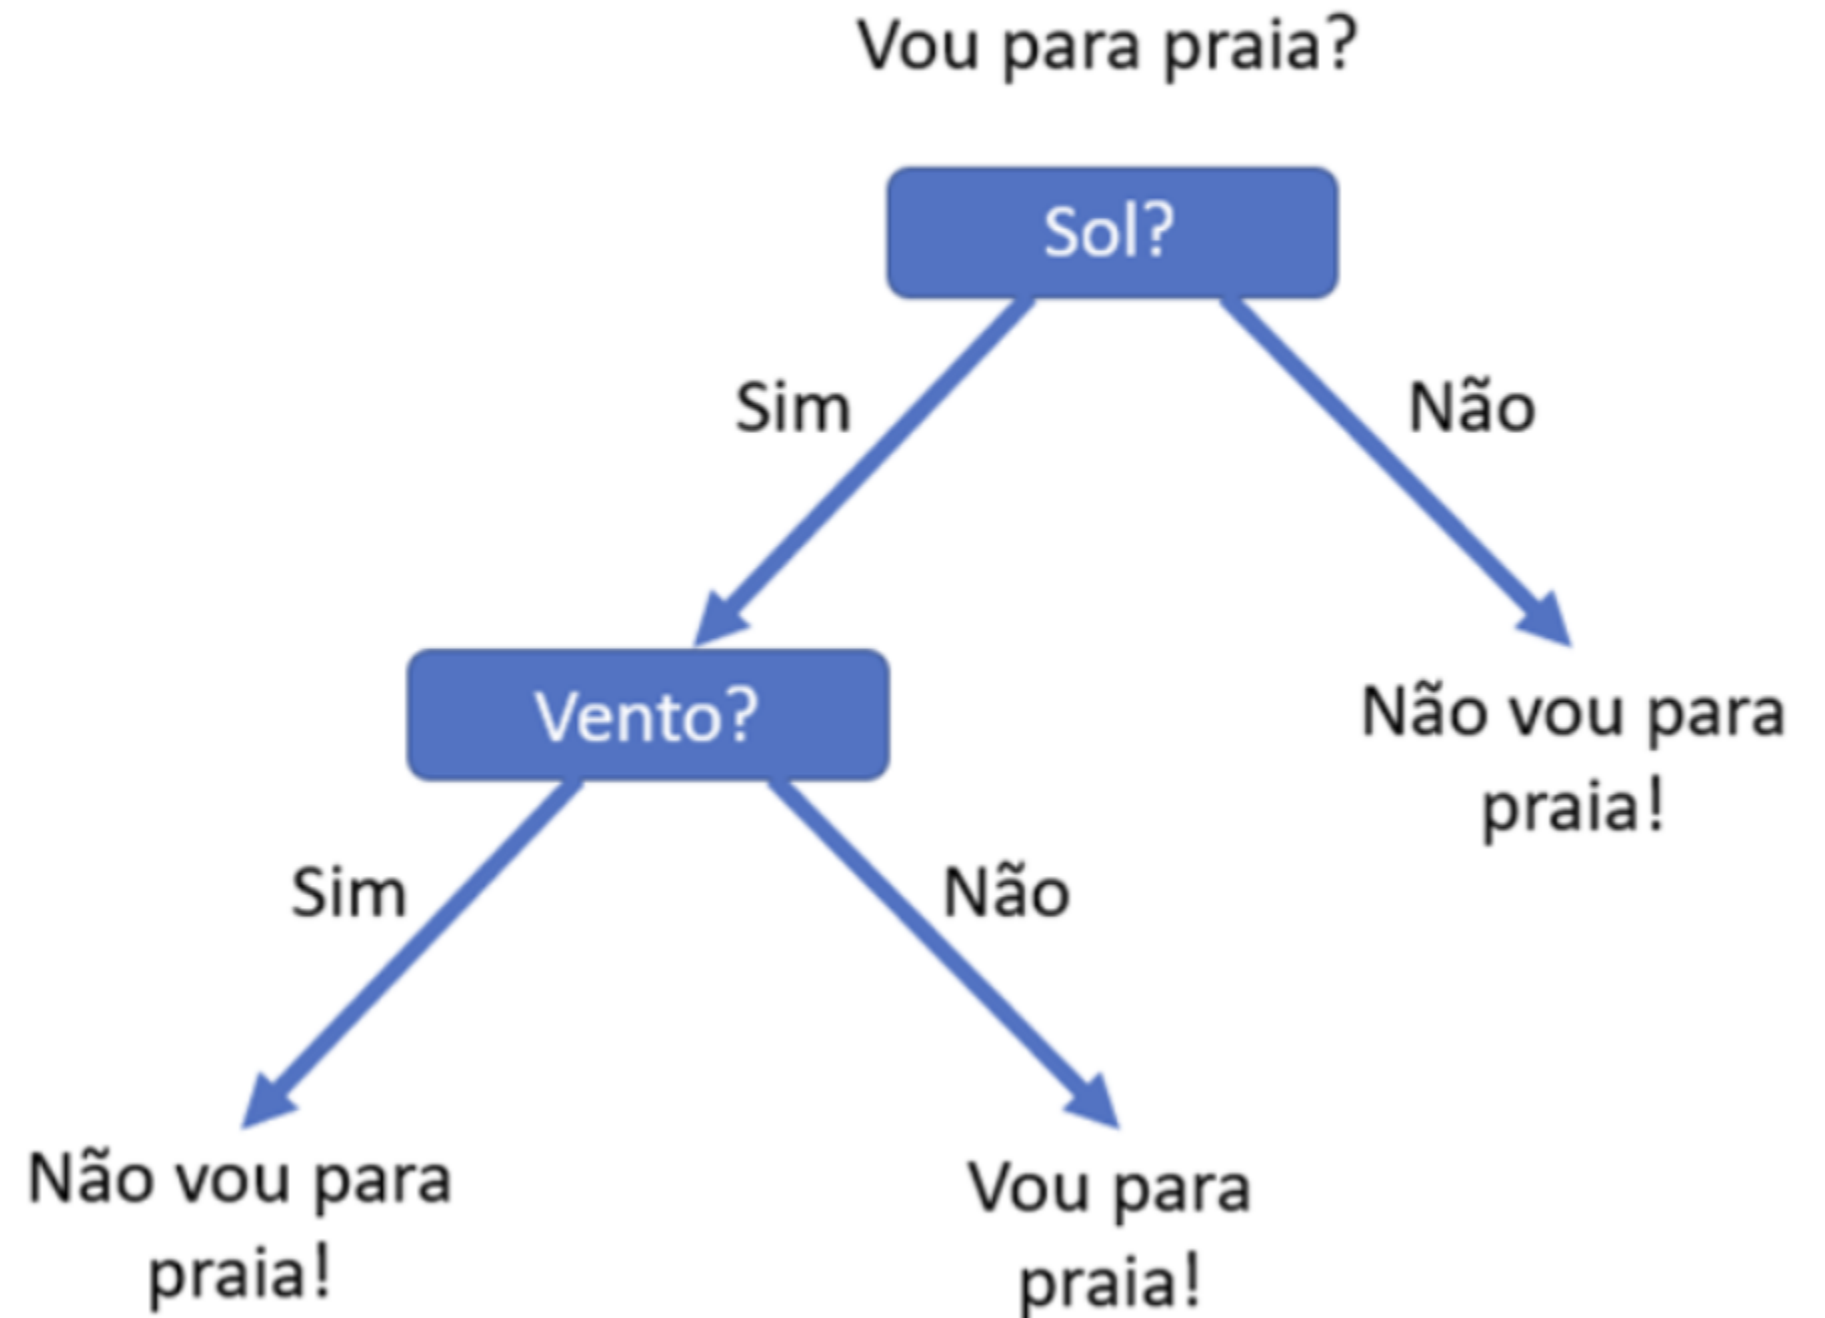 Vou para praia?
Sol?
Sim
Não
Vento?
Não vou para
praia!
Sim
Não
Não vou para
praia!
Vou para
praia!